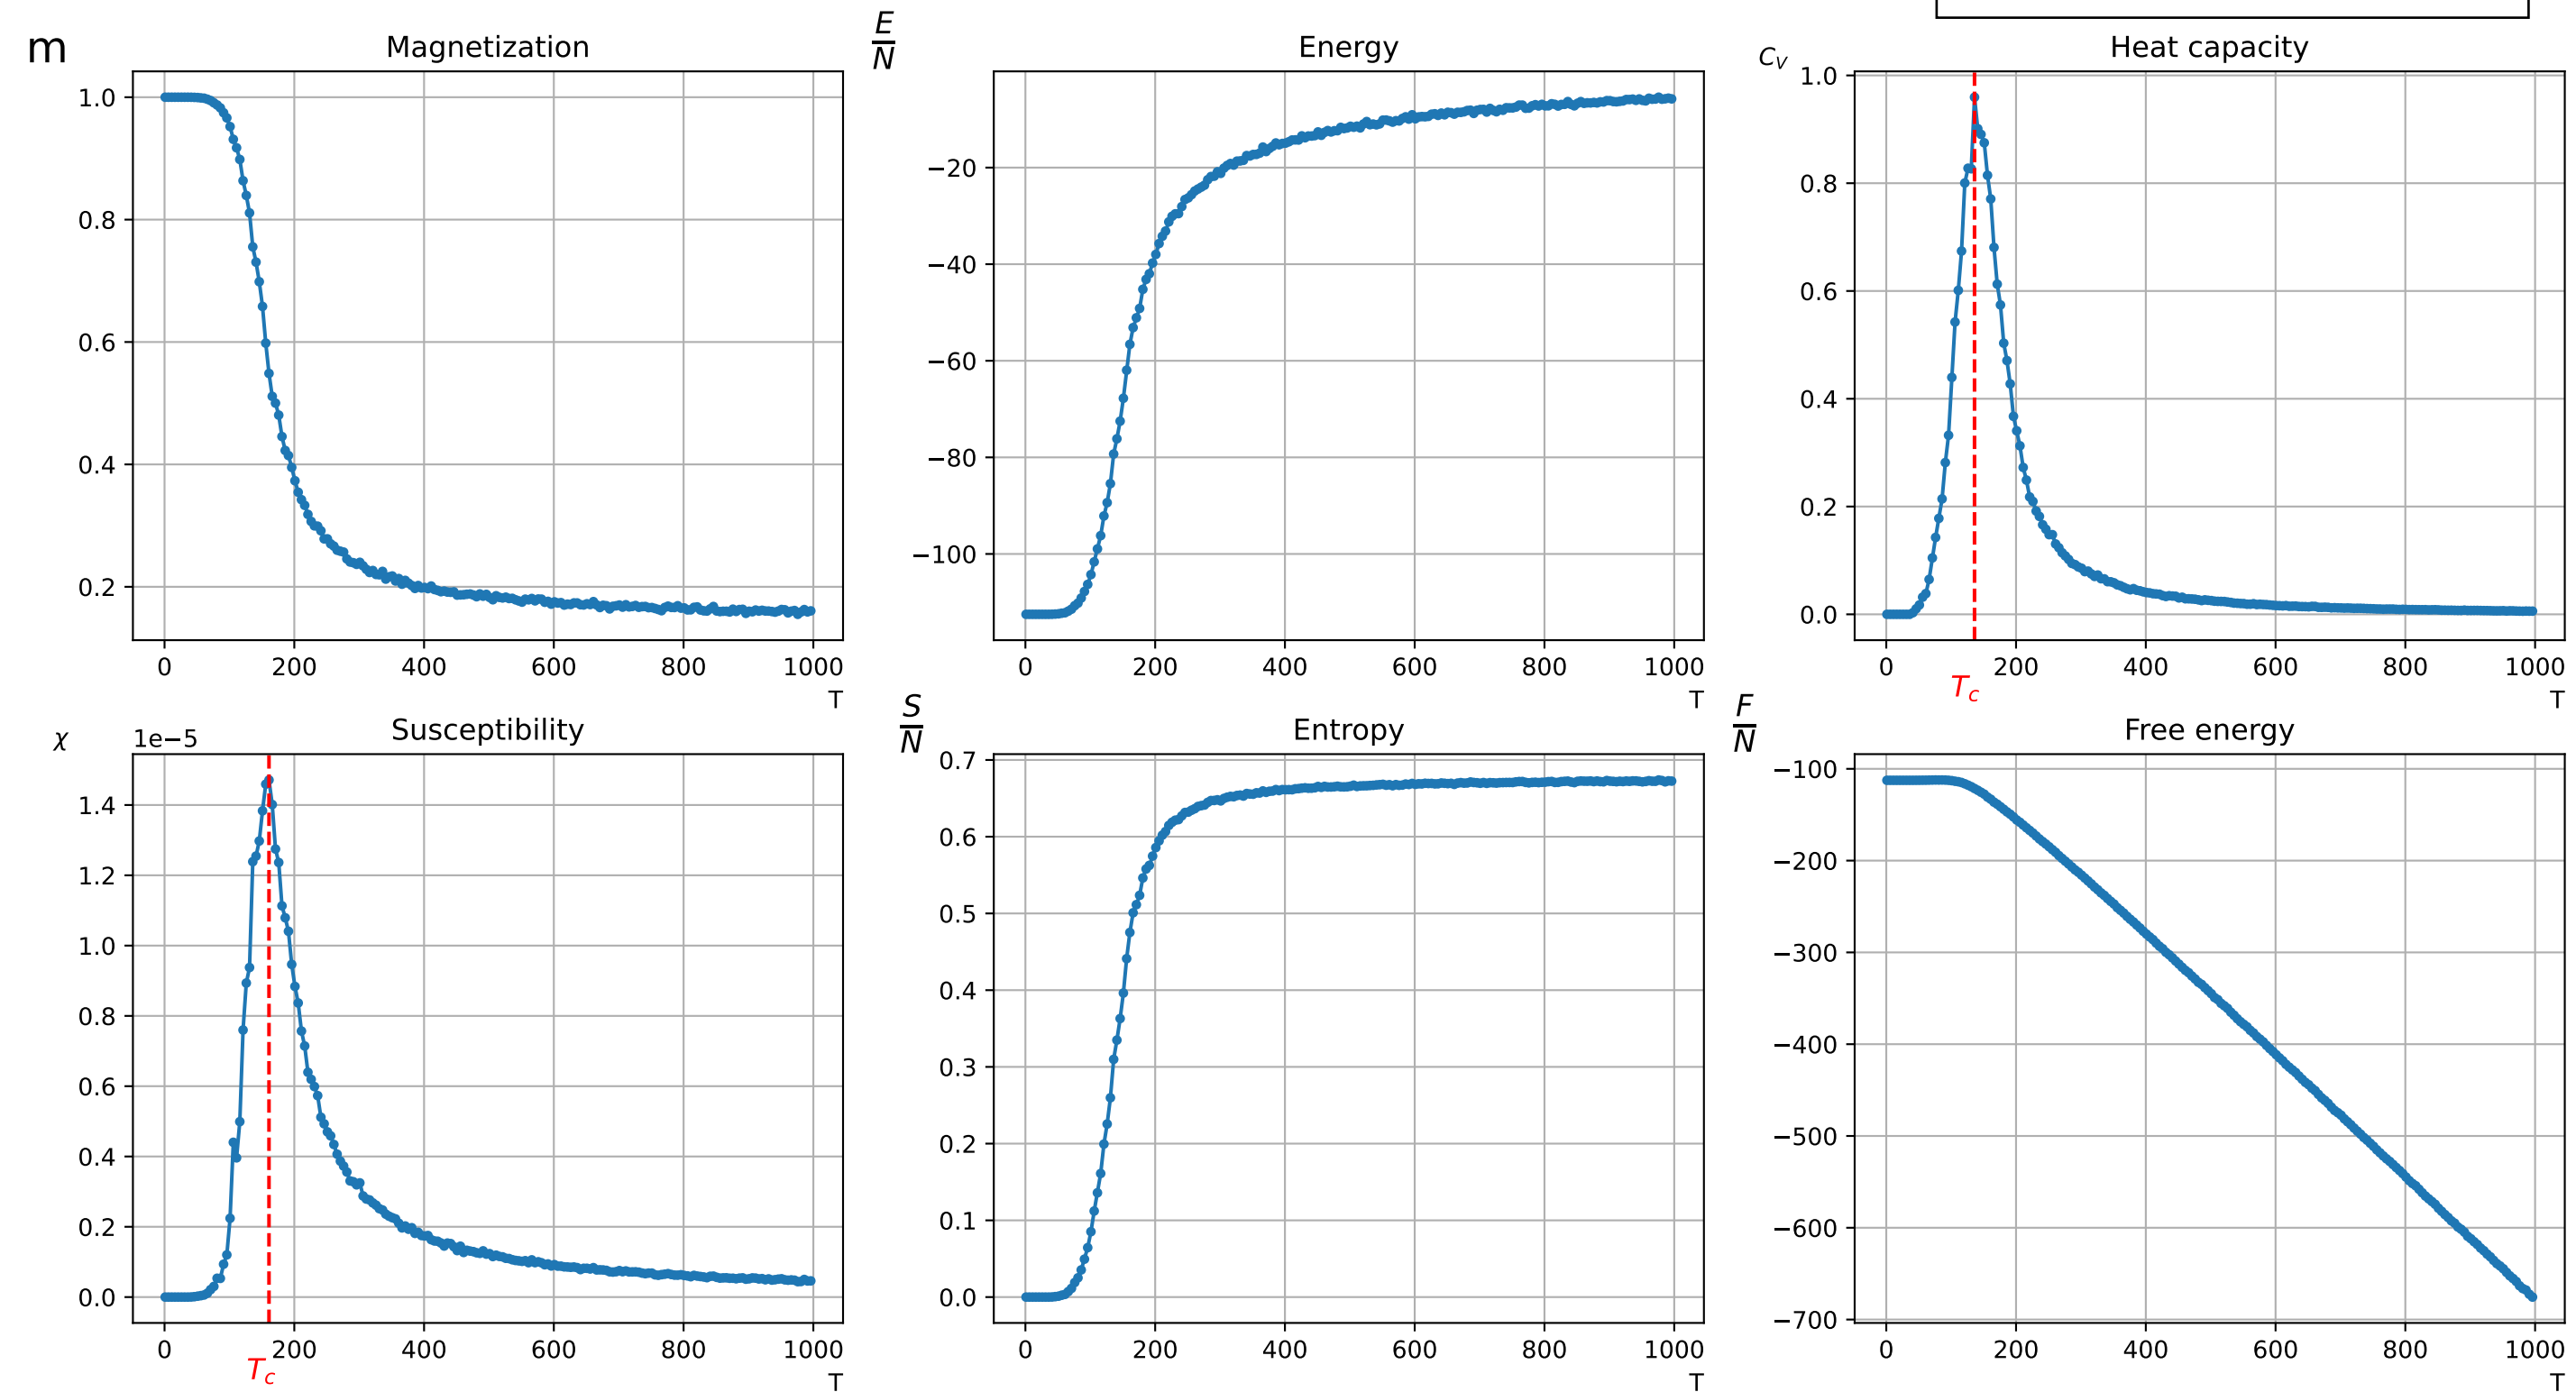 m
Magnetization
1.0
0.8
0.6
0.4
0.2
0 200 400 600 800 1000
T
E
N
Energy
−20
−40
−60
−80
−100
0 200 400 600 800 1000
T
C_V
Heat capacity
1.0
0.8
0.6
0.4
0.2
0.0
0 200 400 600 800 1000
T_c
T
χ
1e−5
Susceptibility
1.4
1.2
1.0
0.8
0.6
0.4
0.2
0.0
0 200 400 600 800 1000
T_c
T
S
N
Entropy
0.7
0.6
0.5
0.4
0.3
0.2
0.1
0.0
0 200 400 600 800 1000
T
F
N
Free energy
−100
−200
−300
−400
−500
−600
−700
0 200 400 600 800 1000
T